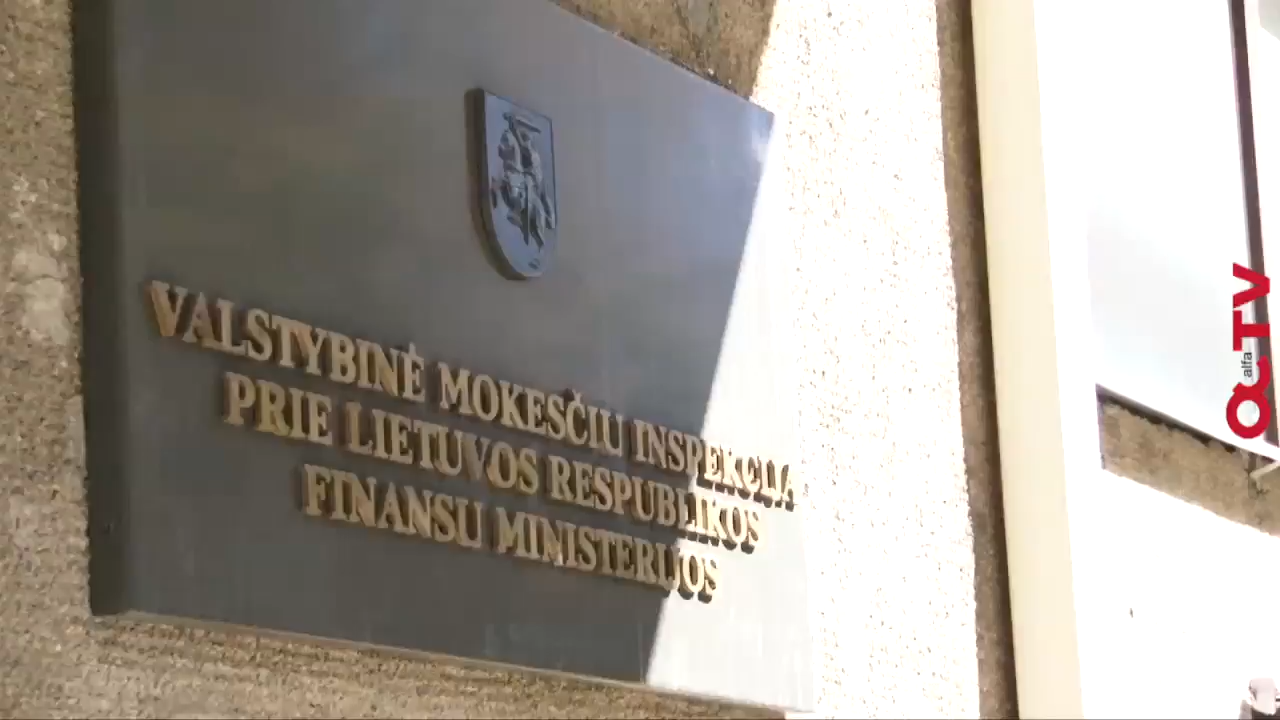 VALSTYBINĖ MOKESČIŲ INSPEKCIJA
PRIE LIETUVOS RESPUBLIKOS
FINANSŲ MINISTERIJOS
alfa TV